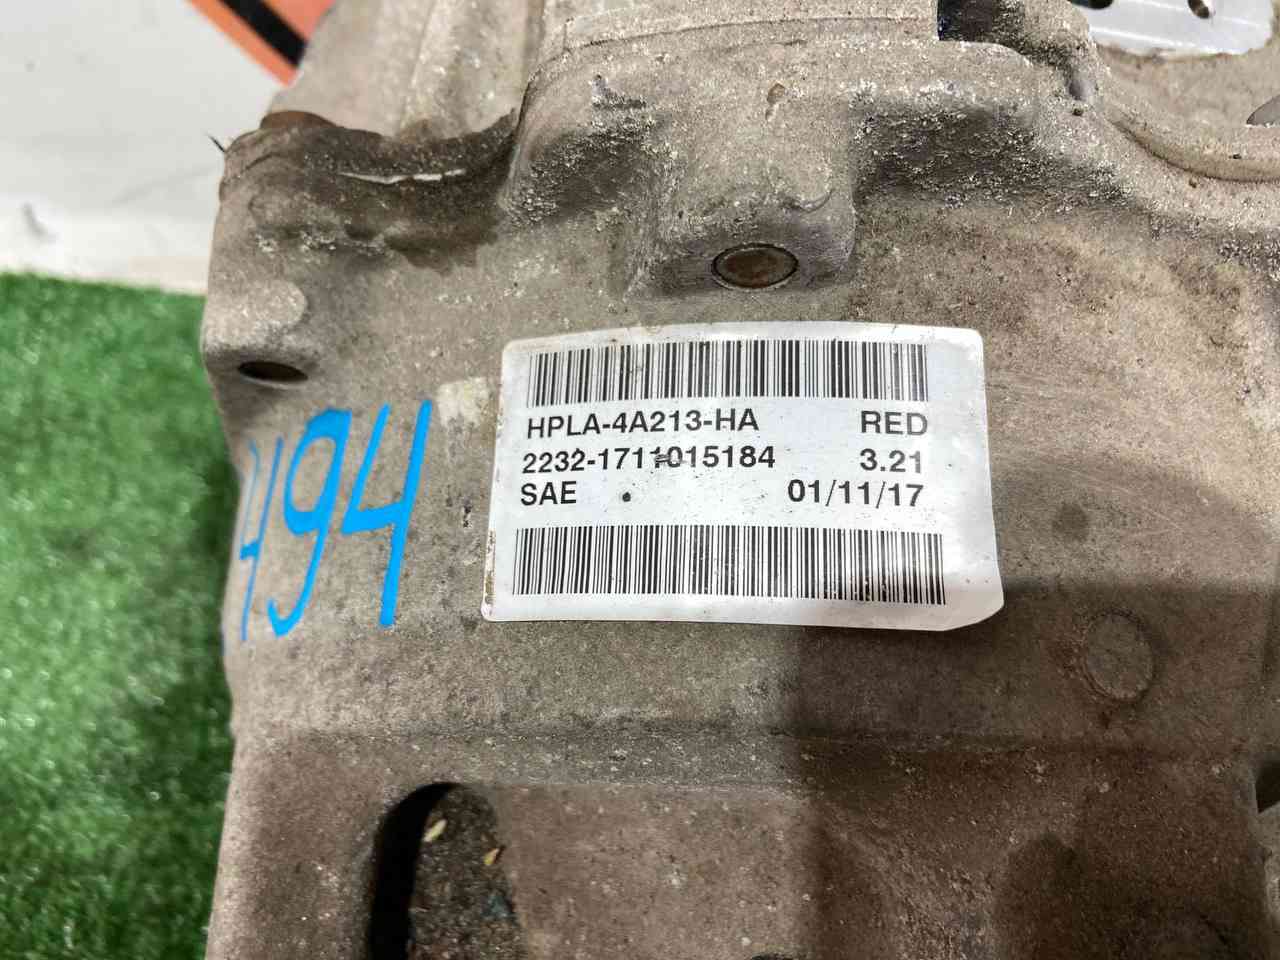 HPLA-4A213-HA RED
2232-1711015184 3.21
SAE 01/11/17
494